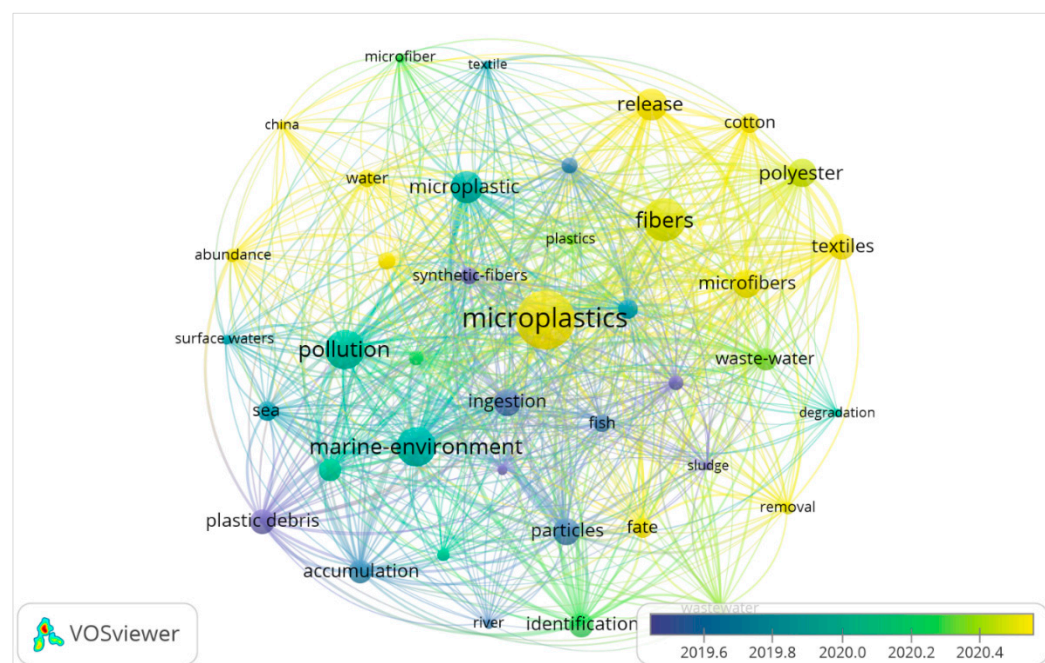 microfiber
textile
release
china
cotton
water
microplastic
polyester
fibers
plastics
abundance
textiles
synthetic-fibers
microfibers
microplastics
surface waters
pollution
waste-water
ingestion
sea
fish
degradation
marine-environment
sludge
plastic debris
particles
fate
removal
accumulation
river
identification
wastewater
VOSviewer
2019.6 2019.8 2020.0 2020.2 2020.4